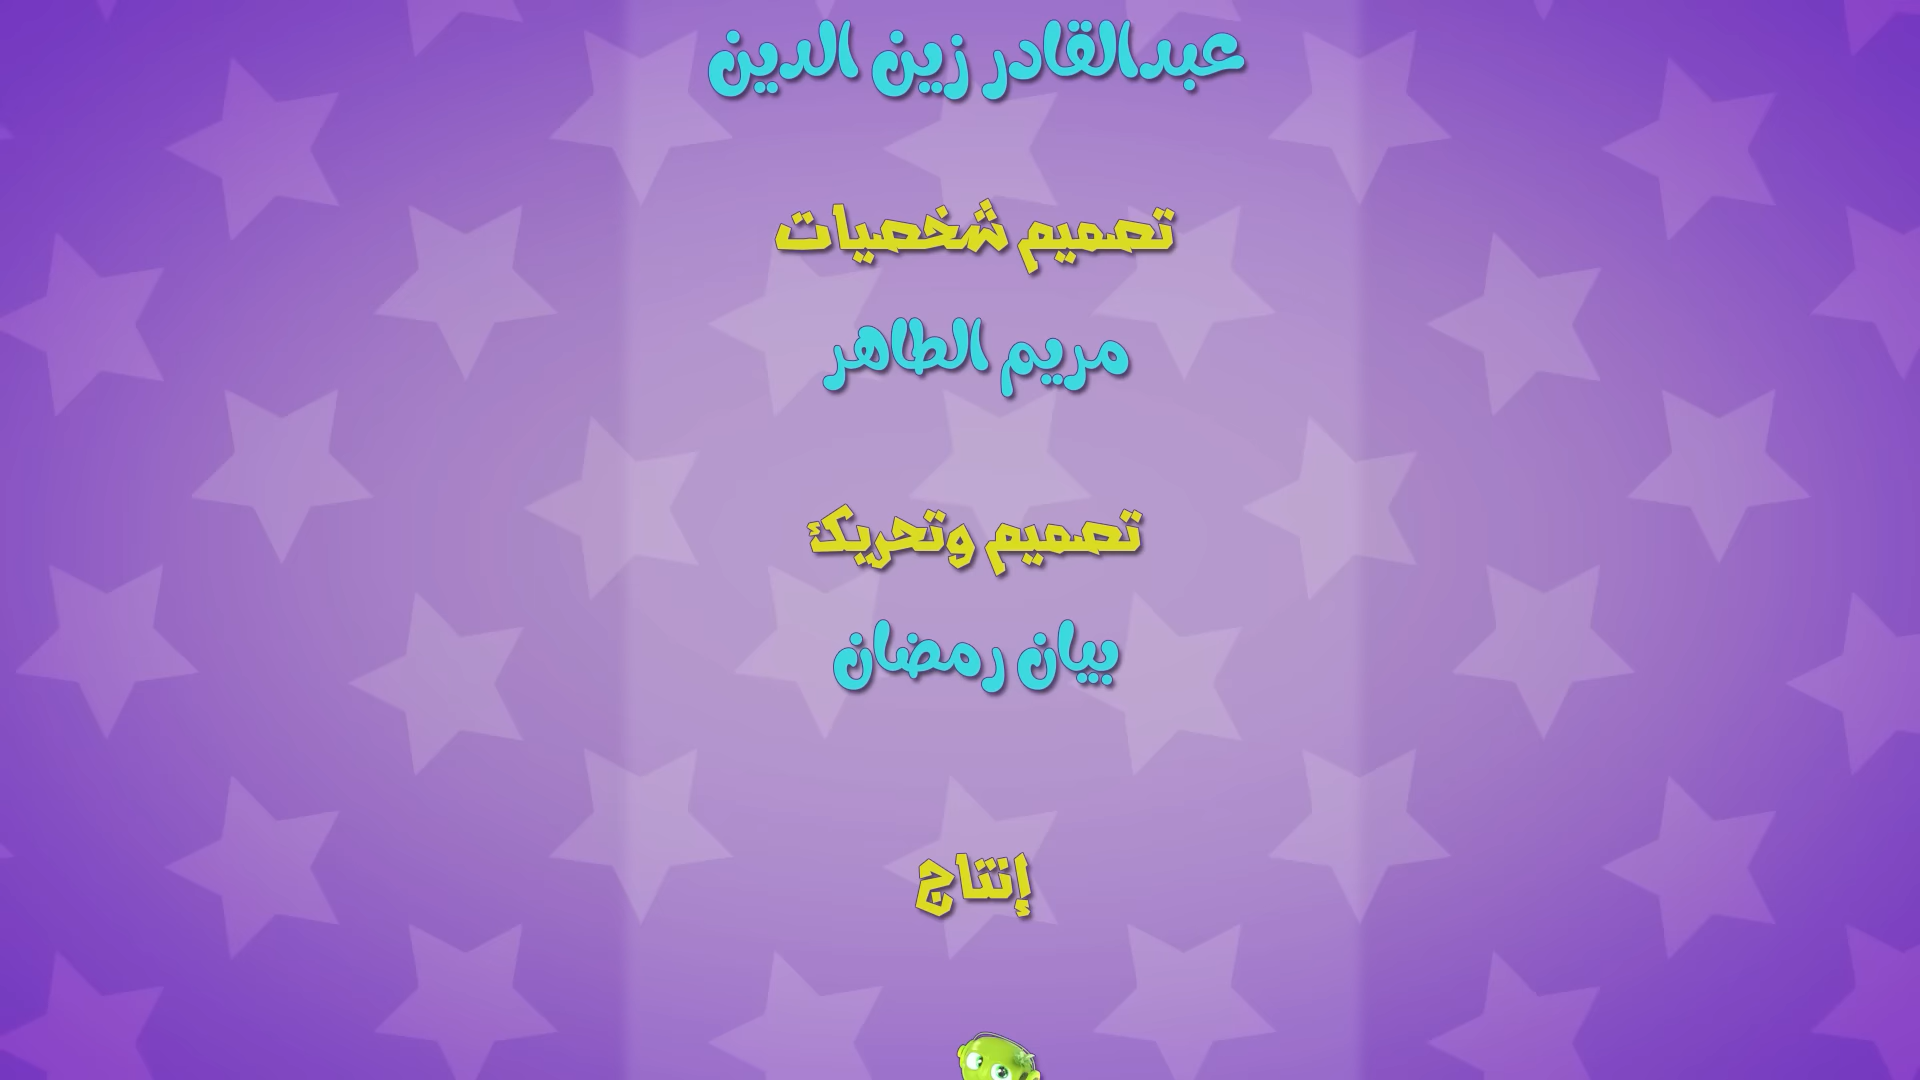 عبدالقادر زين الدين
تصميم شخصيات
مريم الطاهر
تصميم وتحريك
بيان رمضان
إنتاج